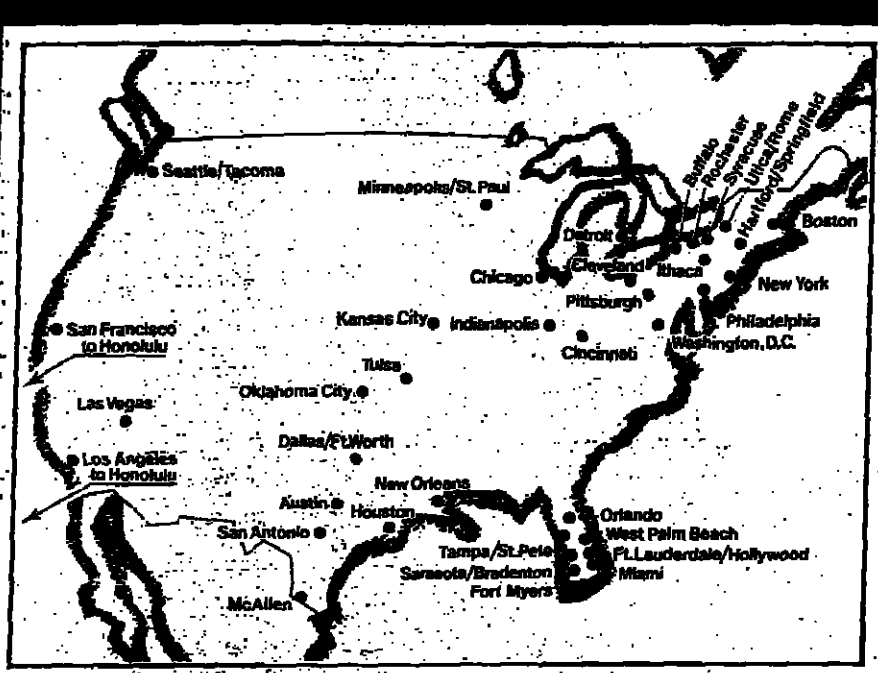 Buffalo
Rochester
Syracuse
Utica/Rome
Hartford/Springfield
Seattle/Tacoma
Minneapolis/St. Paul
Boston
Detroit
Chicago
Cleveland
Ithaca
New York
Pittsburgh
San Francisco
to Honolulu
Kansas City
Indianapolis
Philadelphia
Washington, D.C.
Cincinnati
Tulsa
Oklahoma City
Las Vegas
Dallas/Ft.Worth
Los Angeles
to Honolulu
New Orleans
Austin
Houston
Orlando
San Antonio
West Palm Beach
Tampa/St.Pete
Ft.Lauderdale/Hollywood
Sarasota/Bradenton
Miami
Fort Myers
McAllen